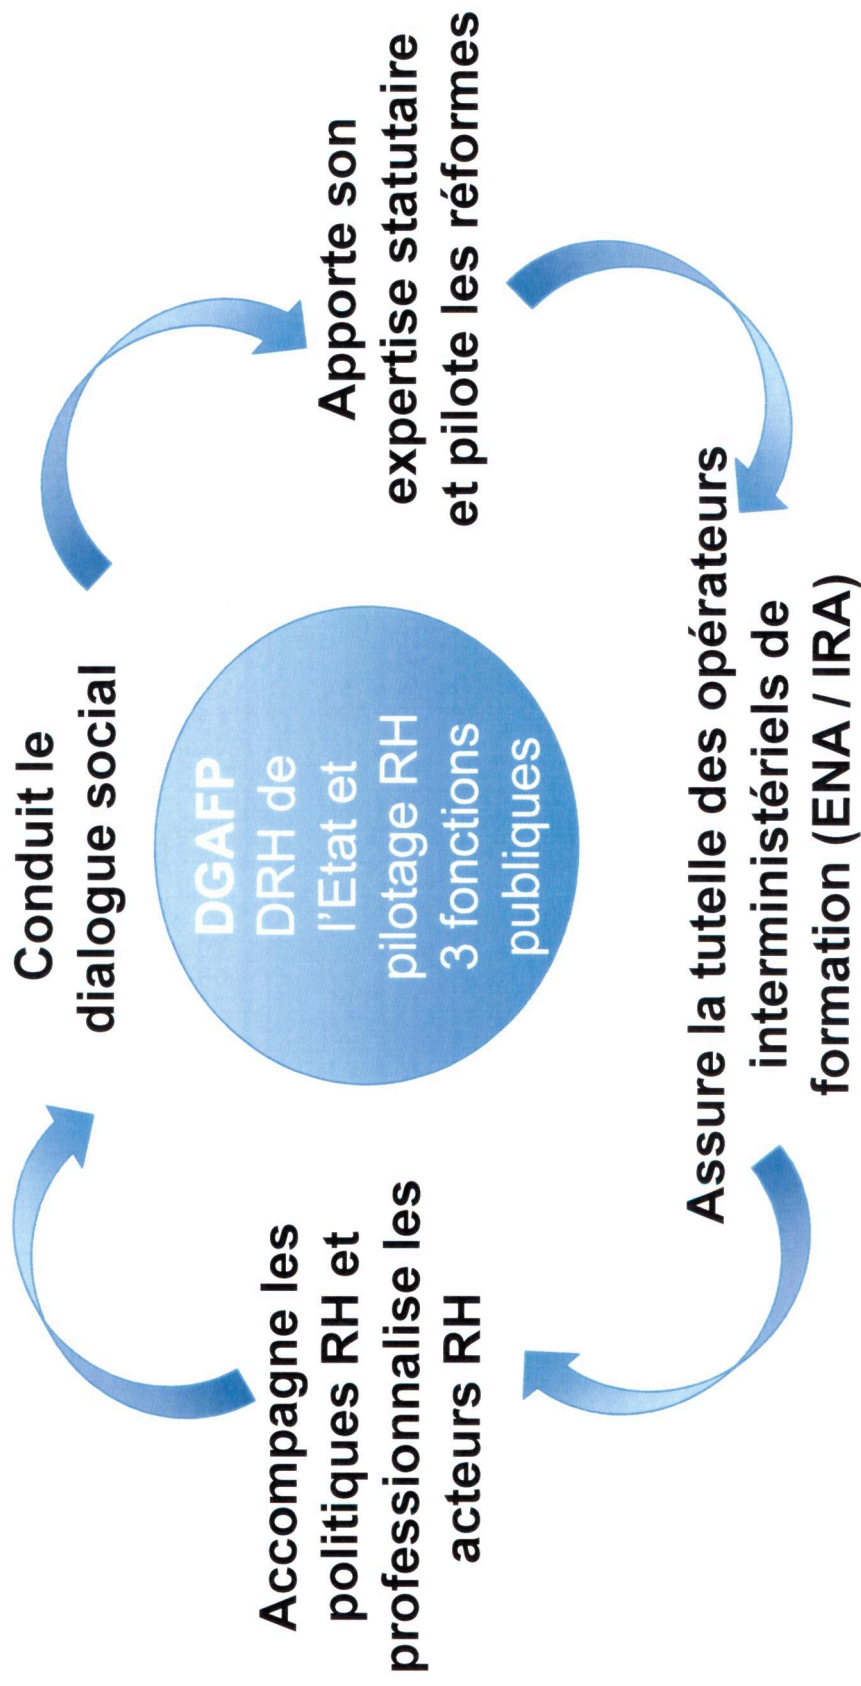 Conduit le
dialogue social
Apporte son
expertise statutaire
et pilote les réformes
Assure la tutelle des opérateurs
interministériels de
formation (ENA / IRA)
Accompagne les
politiques RH et
professionnalise les
acteurs RH
DGAFP
DRH de
l'Etat et
pilotage RH
3 fonctions
publiques